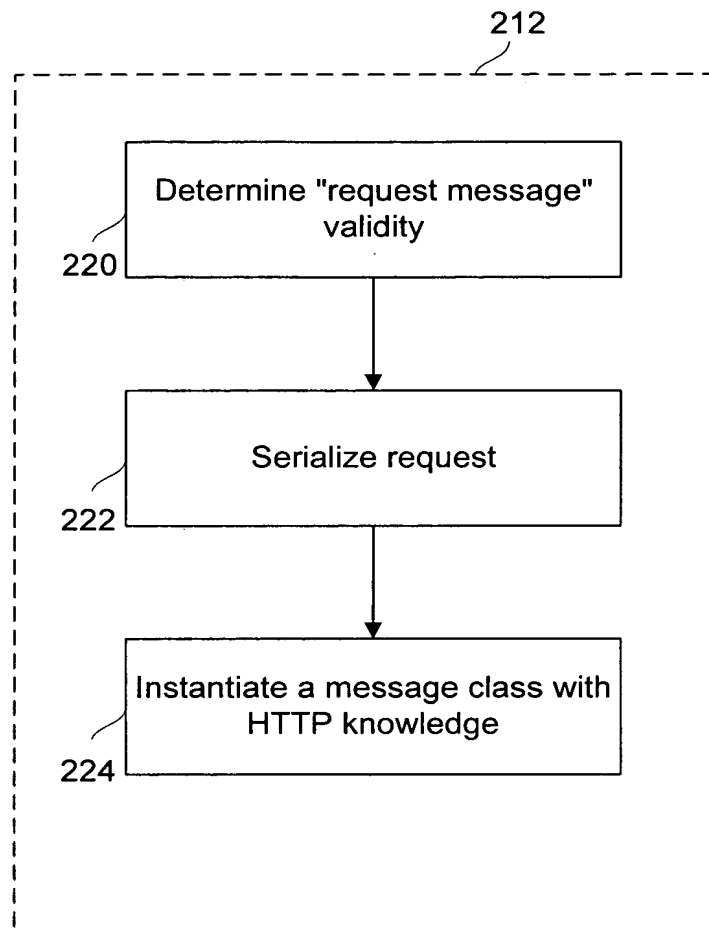 212
Determine "request message"
validity
220
Serialize request
222
Instantiate a message class with
HTTP knowledge
224